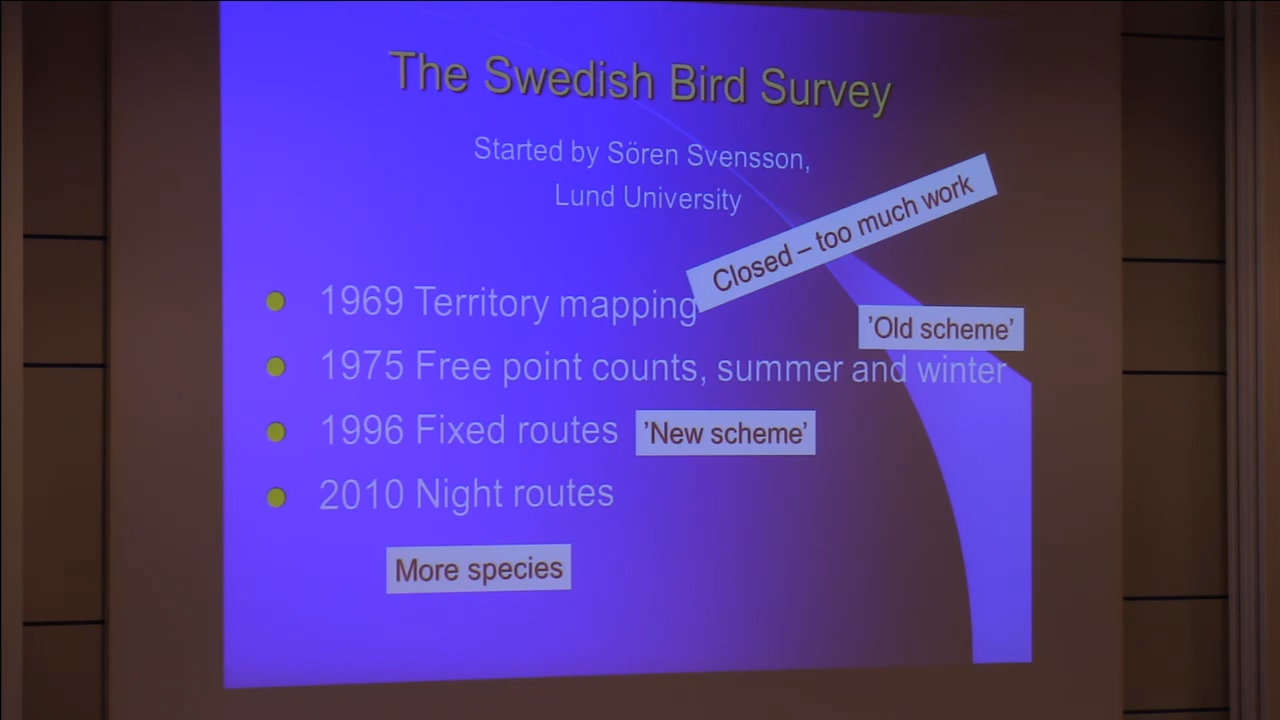 The Swedish Bird Survey
Started by Sören Svensson,
Lund University
Closed – too much work
1969 Territory mapping
'Old scheme'
1975 Free point counts, summer and winter
1996 Fixed routes
'New scheme'
2010 Night routes
More species